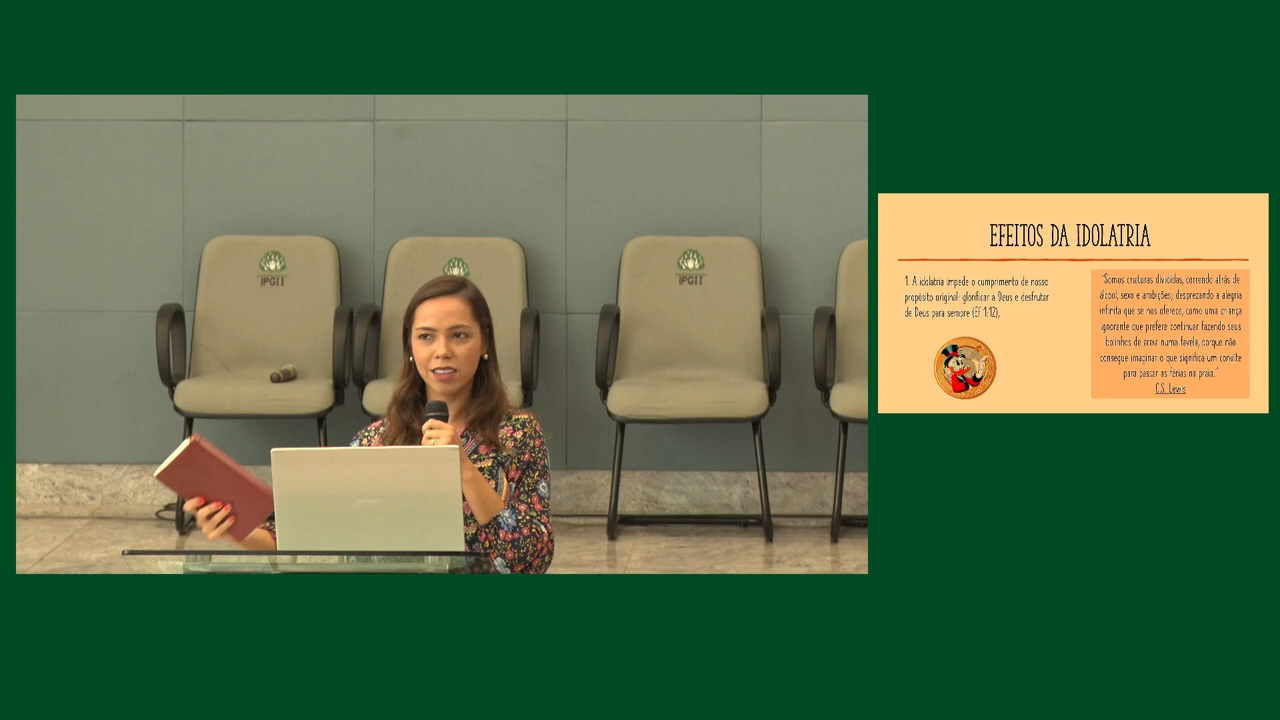 IPGII
IPGII
EFEITOS DA IDOLATRIA
1. A idolatria impede o cumprimento de nosso
propósito original: glorificar a Deus e desfrutar
de Deus para sempre (Ef 1:12);
"Somos criaturas divididas, correndo atrás de
álcool, sexo e ambições; desprezando a alegria
infinita que se nos oferece, como uma criança
ignorante que prefere continuar fazendo seus
bolinhos de areia numa favela, porque não
consegue imaginar o que significa um convite
para passar as férias na praia."
C.S. Lewis